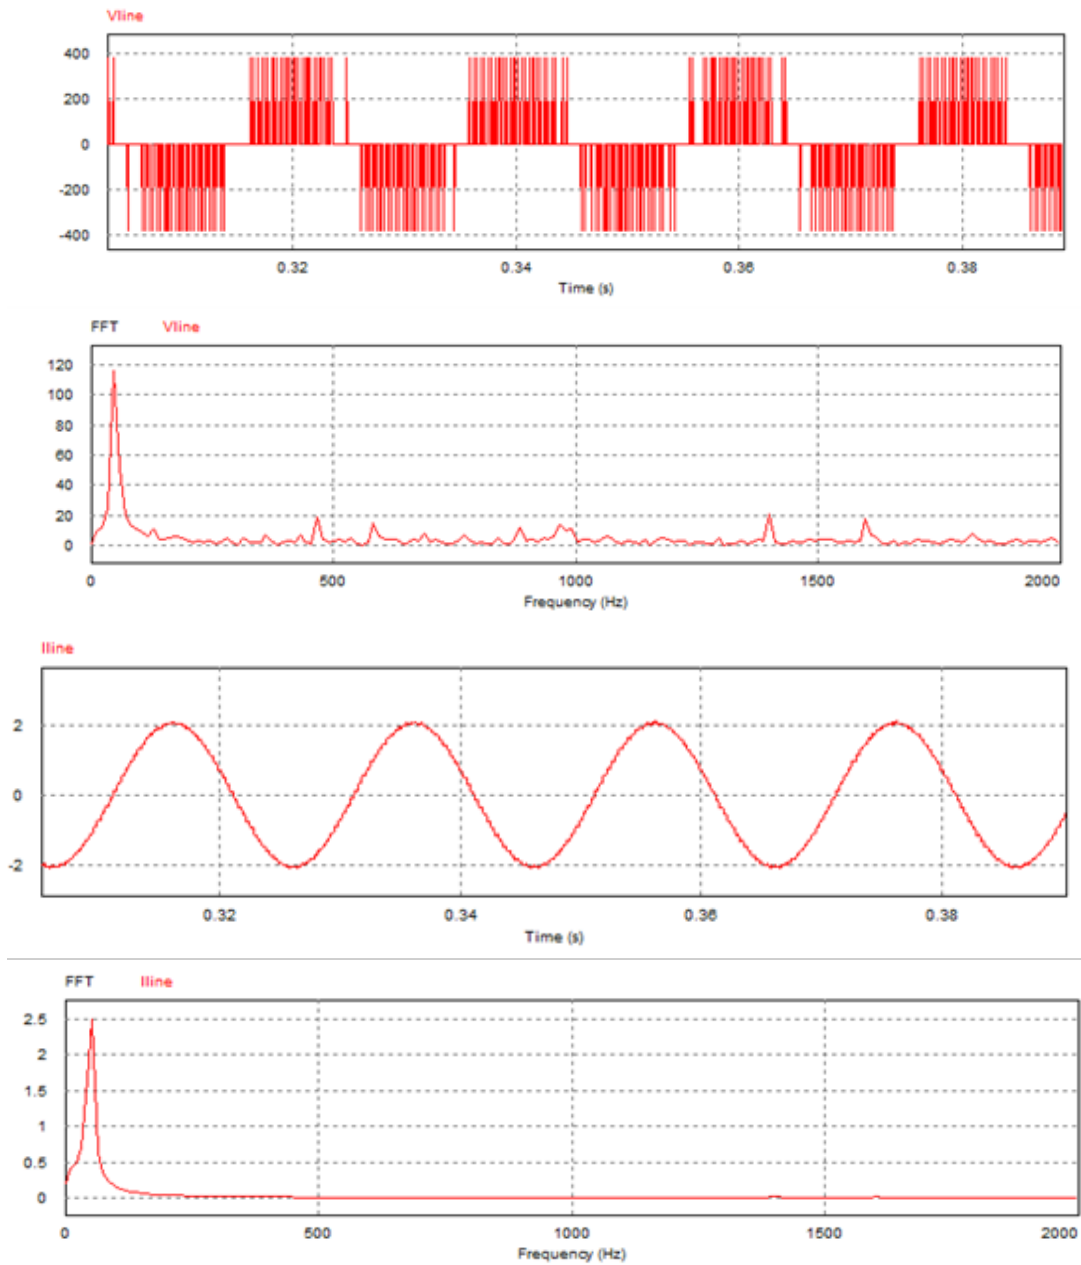 Vline
400
200
0
-200
-400
0.32 0.34 0.36 0.38
Time (s)
FFT Vline
120
100
80
60
40
20
0
0 500 1000 1500 2000
Frequency (Hz)
Iline
2
0
-2
0.32 0.34 0.36 0.38
Time (s)
FFT Iline
2.5
2
1.5
1
0.5
0
0 500 1000 1500 2000
Frequency (Hz)